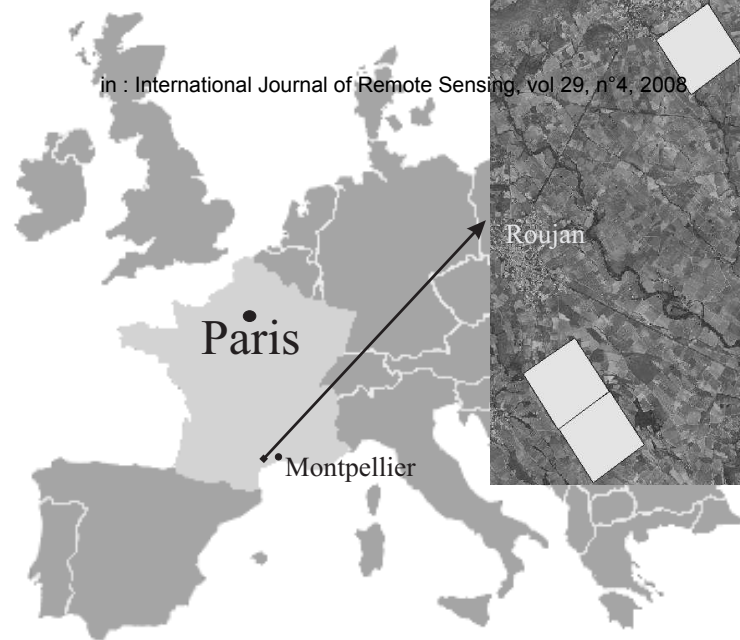 in : International Journal of Remote Sensing, vol 29, n°4, 2008
Roujan
Paris
Montpellier